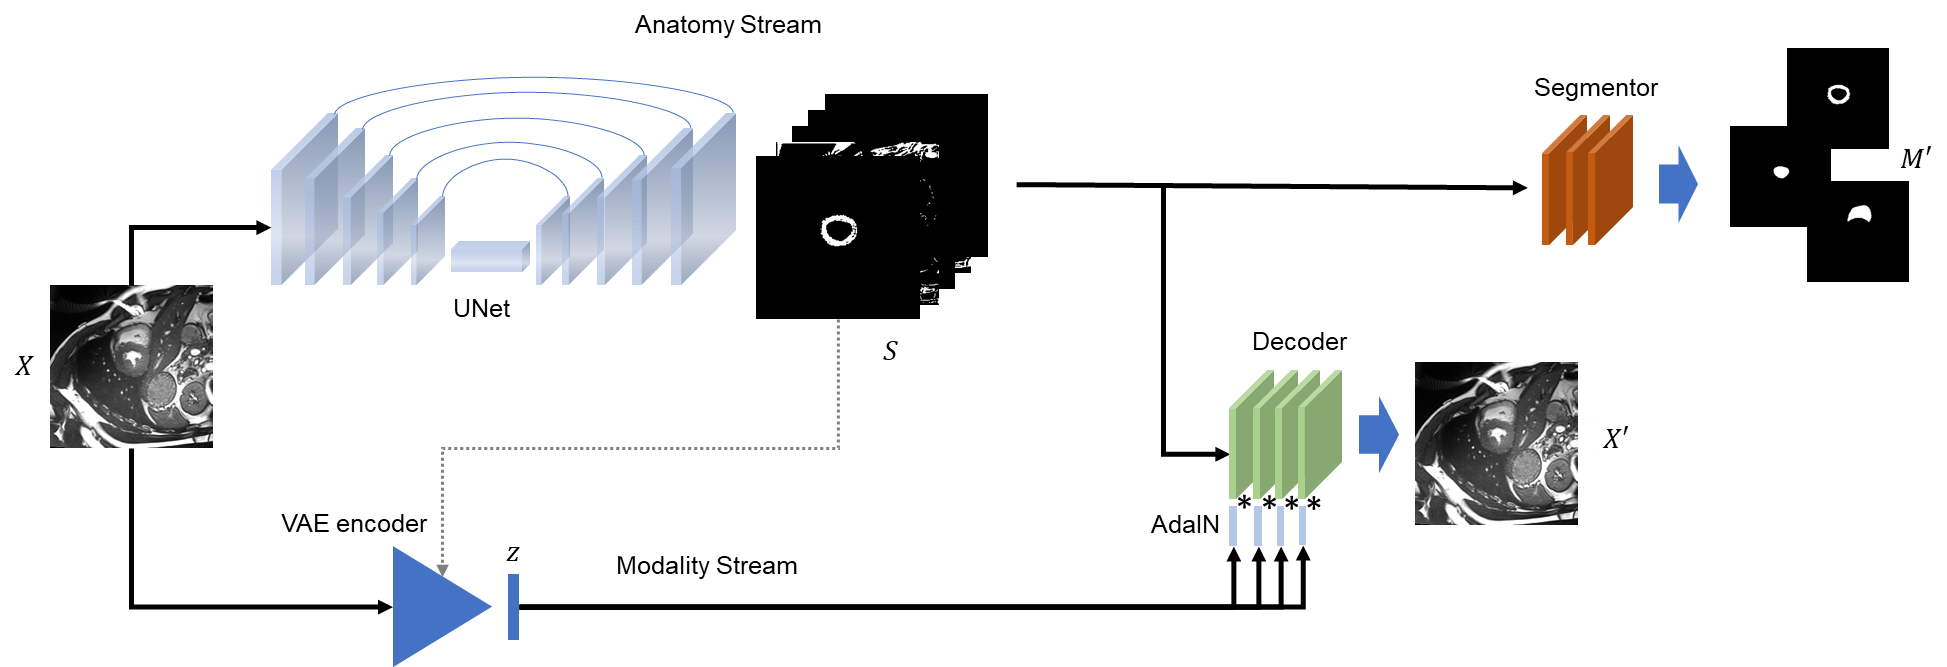 Anatomy Stream
Segmentor
M′
UNet
S
Decoder
X
X′
VAE encoder
AdaIN
z
Modality Stream
* * * *